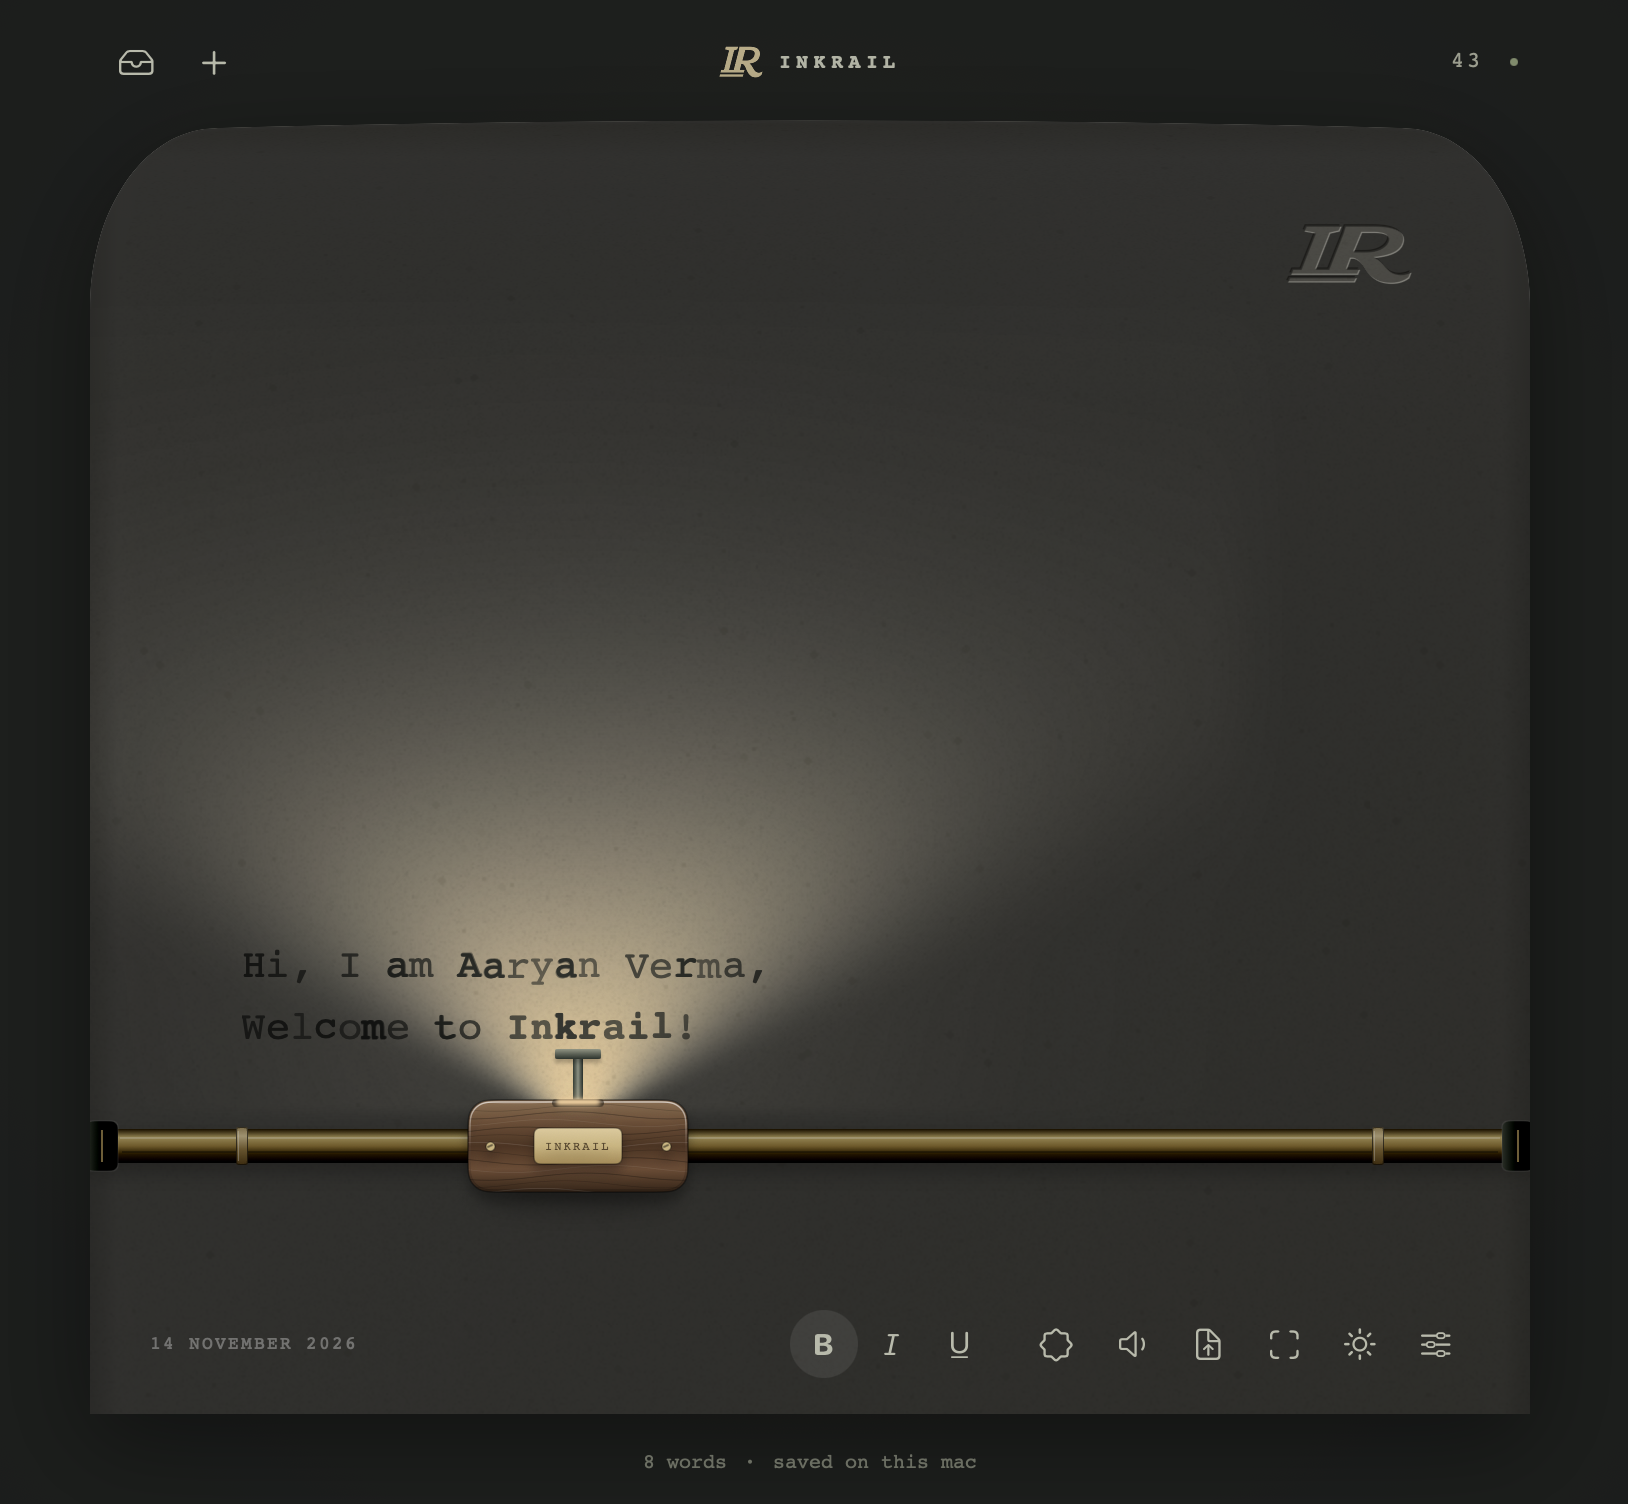 IR INKRAIL
43
IR
Hi, I am Aaryan Verma,
Welcome to Inkrail!
INKRAIL
14 NOVEMBER 2026
B I U
8 words · saved on this mac